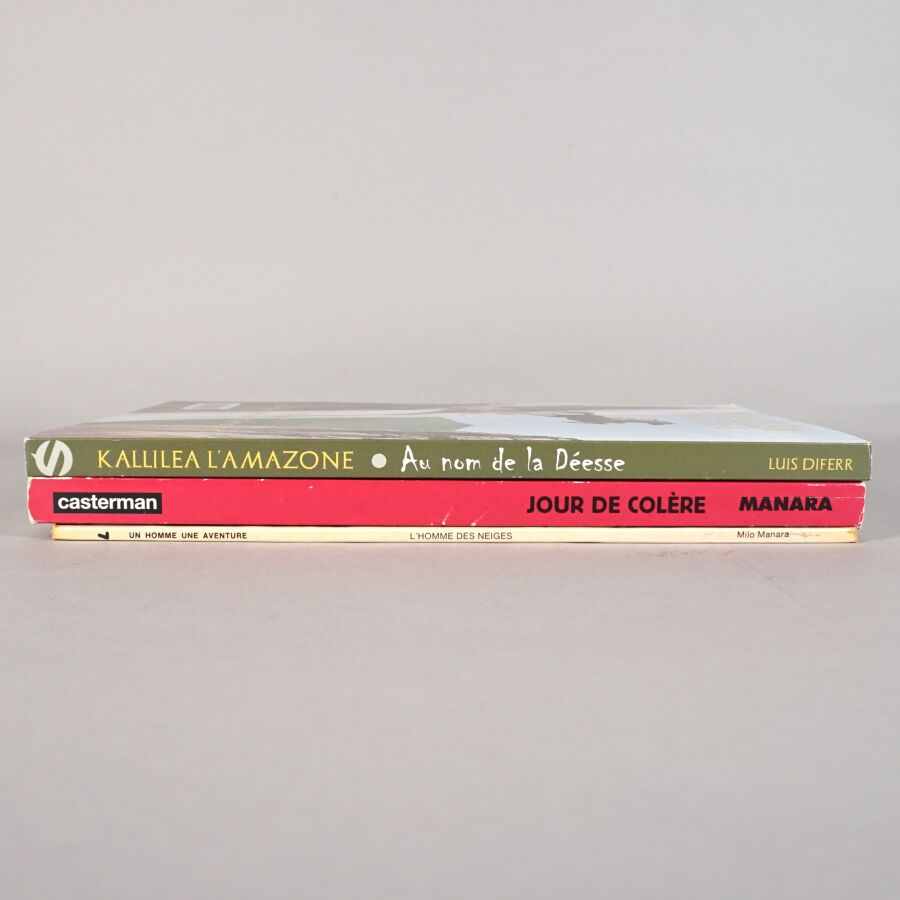 KALLILEA L'AMAZONE • Au nom de la Déesse LUIS DIFERR
casterman JOUR DE COLÈRE MANARA
7 UN HOMME UNE AVENTURE L'HOMME DES NEIGES Milo Manara